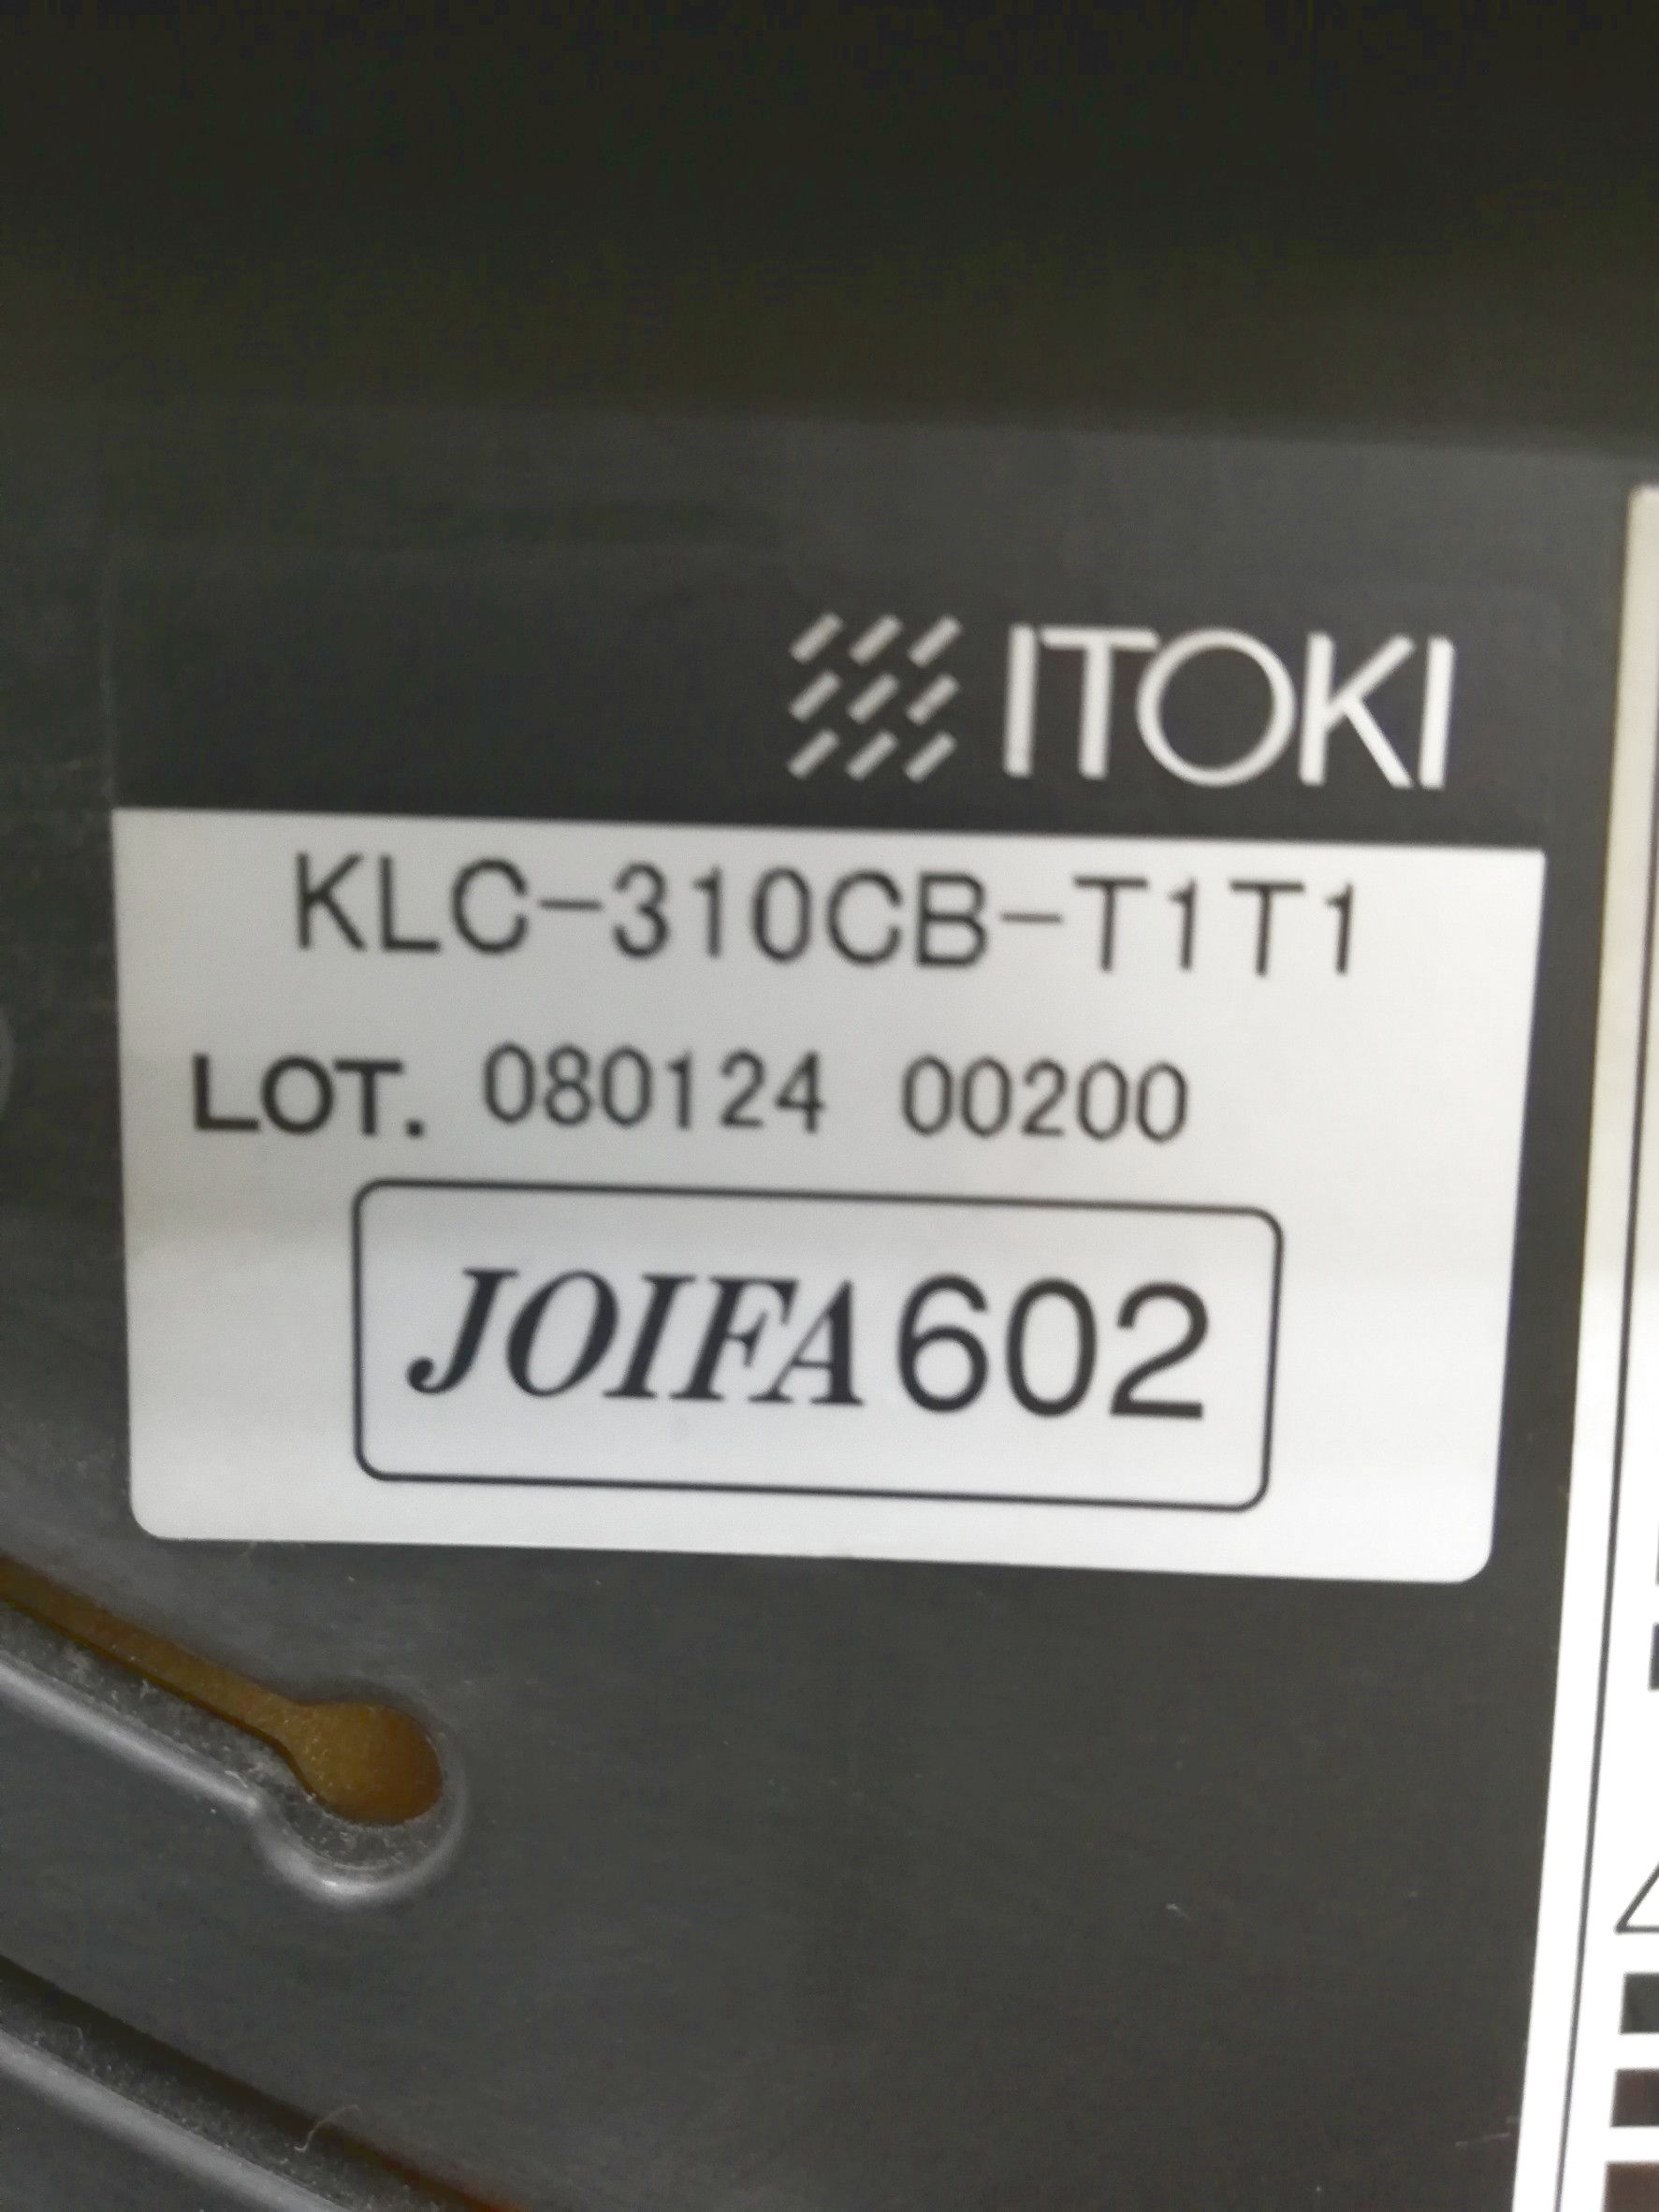 ITOKI
KLC-310CB-T1T1
LOT. 080124 00200
JOIFA602